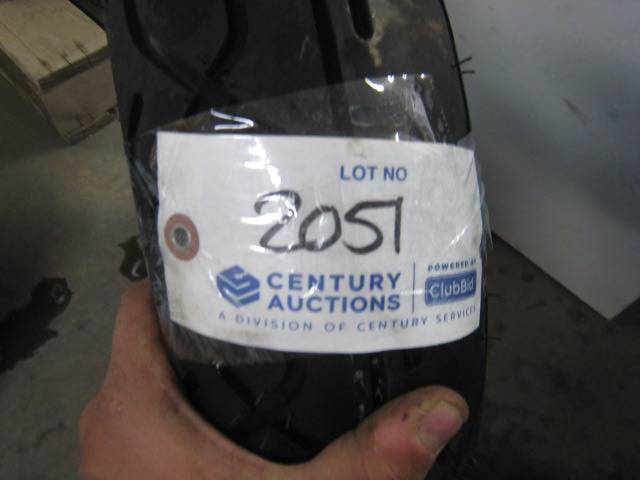 LOT NO
2051
CENTURY
AUCTIONS
POWERED BY
ClubBid
A DIVISION OF CENTURY SERVICES